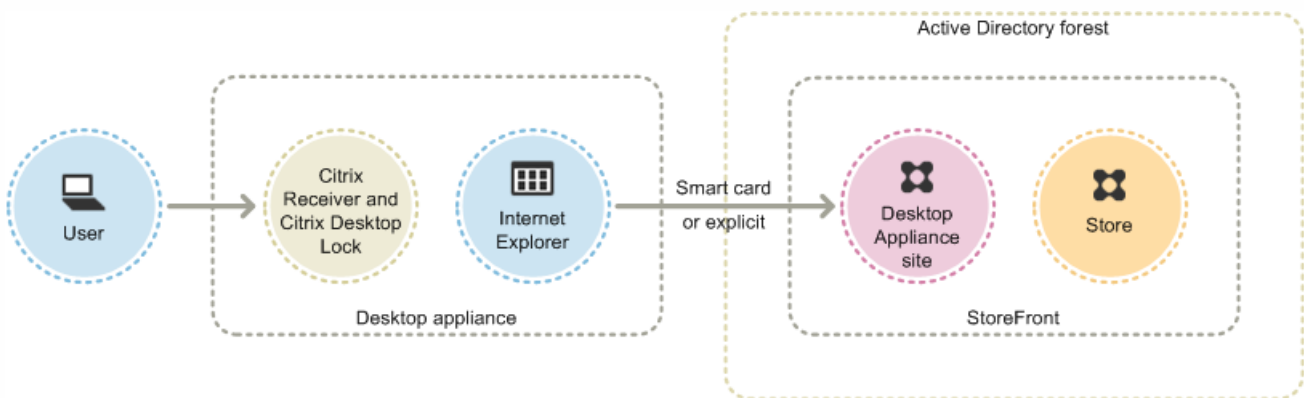 Active Directory forest
User
Citrix
Receiver and
Citrix Desktop
Lock
Internet
Explorer
Desktop appliance
Smart card
or explicit
Desktop
Appliance
site
Store
StoreFront